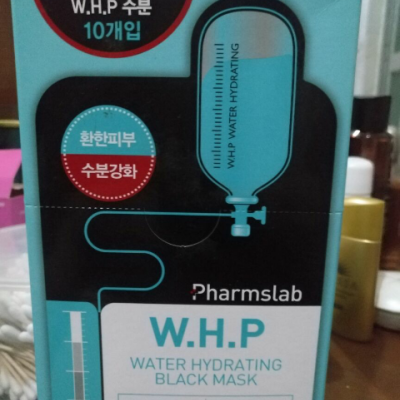 W.H.P 수분
10개입
W.H.P WATER HYDRATING
환한피부
수분강화
Pharmslab
W.H.P
WATER HYDRATING
BLACK MASK